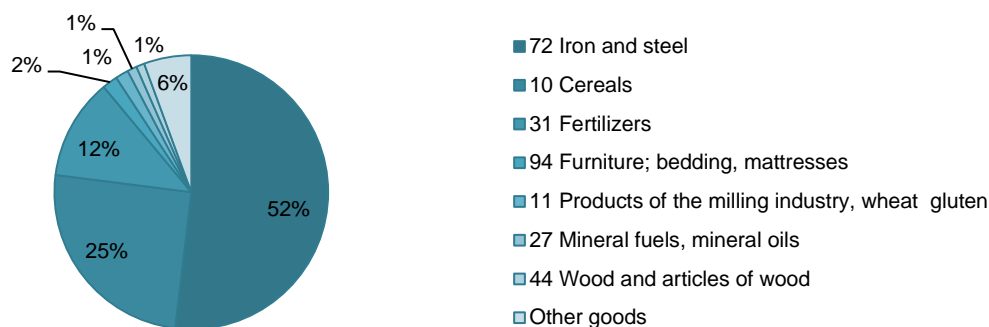 1%
1%
1%
2%
6%
12%
52%
25%
72 Iron and steel
10 Cereals
31 Fertilizers
94 Furniture; bedding, mattresses
11 Products of the milling industry, wheat  gluten
27 Mineral fuels, mineral oils
44 Wood and articles of wood
Other goods